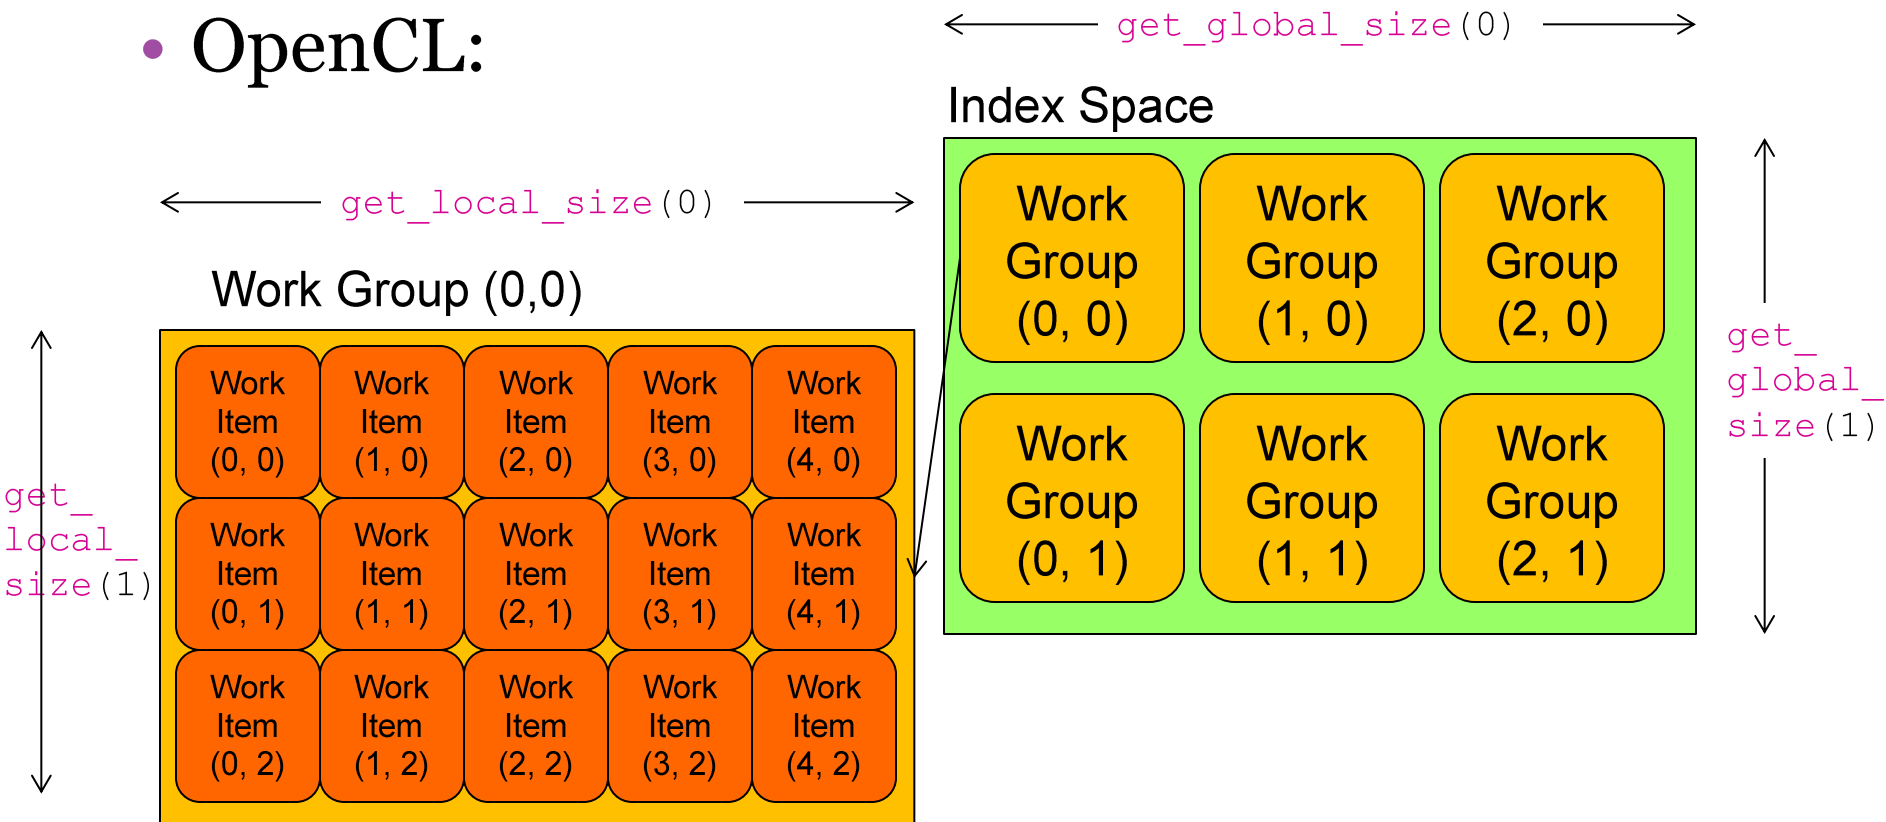 • OpenCL:
get_global_size(0)
Index Space
get_local_size(0)
Work Group (0,0)
Work
Group
(0, 0)
Work
Group
(1, 0)
Work
Group
(2, 0)
Work
Group
(0, 1)
Work
Group
(1, 1)
Work
Group
(2, 1)
get_
global_
size(1)
get_
local_
size(1)
Work
Item
(0, 0)
Work
Item
(1, 0)
Work
Item
(2, 0)
Work
Item
(3, 0)
Work
Item
(4, 0)
Work
Item
(0, 1)
Work
Item
(1, 1)
Work
Item
(2, 1)
Work
Item
(3, 1)
Work
Item
(4, 1)
Work
Item
(0, 2)
Work
Item
(1, 2)
Work
Item
(2, 2)
Work
Item
(3, 2)
Work
Item
(4, 2)